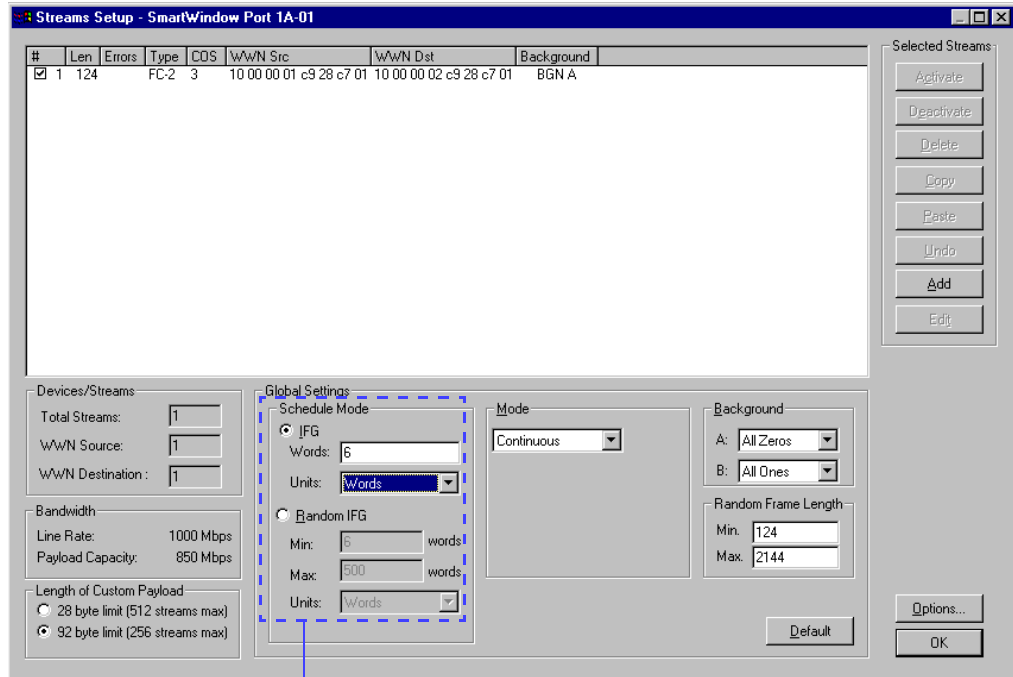 Streams Setup - SmartWindow Port 1A-01
# Len Errors Type COS WWN Src WWN Dst Background
1 124 FC-2 3 10 00 00 01 c9 28 c7 01 10 00 00 02 c9 28 c7 01 BGN A
Selected Streams
Activate
Deactivate
Delete
Copy
Paste
Undo
Add
Edit
Devices/Streams
Total Streams: 1
WWN Source: 1
WWN Destination : 1
Bandwidth
Line Rate: 1000 Mbps
Payload Capacity: 850 Mbps
Length of Custom Payload
28 byte limit (512 streams max)
92 byte limit (256 streams max)
Global Settings
Schedule Mode
IFG
Words: 6
Units: Words
Random IFG
Min: 6 words
Max: 500 words
Units: Words
Mode
Continuous
Background
A: All Zeros
B: All Ones
Random Frame Length
Min. 124
Max. 2144
Default
Options...
OK